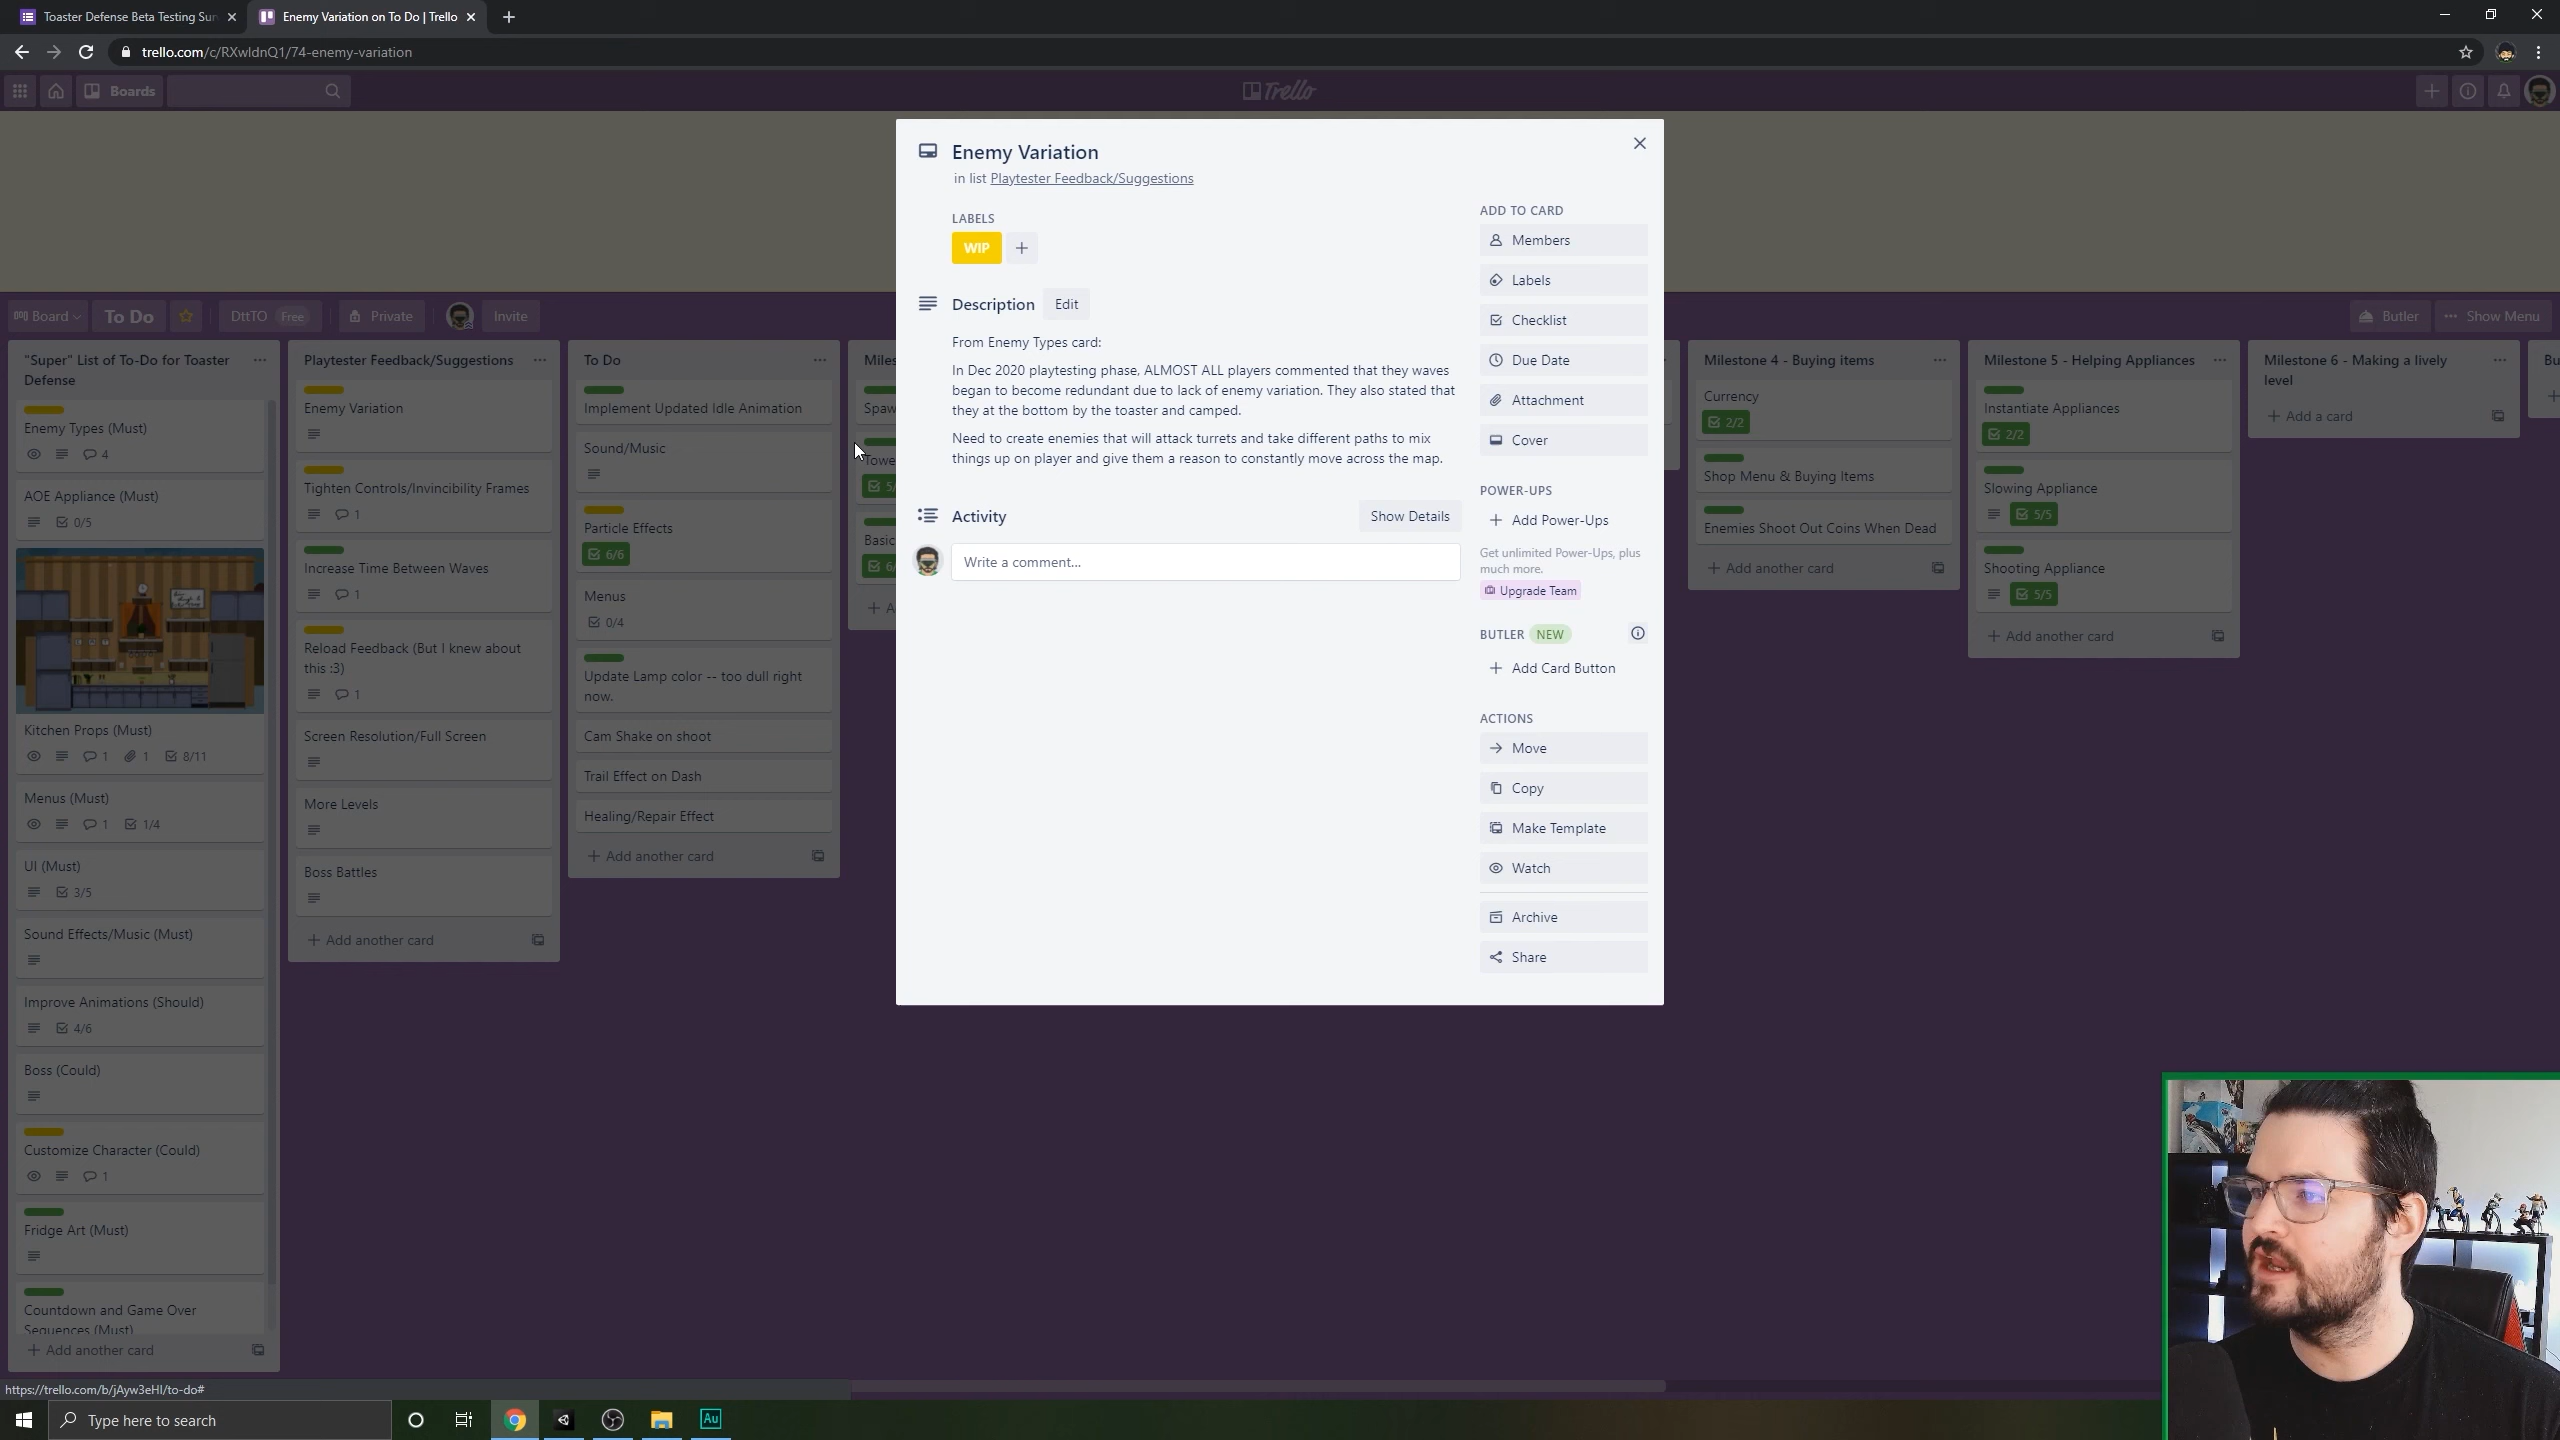 Toaster Defense Beta Testing Sur
Enemy Variation on To Do | Trello
trello.com/c/RXwldnQ1/74-enemy-variation
Boards
Trello
Board
To Do
DttTO Free
Private
Invite
Butler
Show Menu
"Super" List of To-Do for Toaster
Defense
Enemy Types (Must)
4
AOE Appliance (Must)
0/5
Kitchen Props (Must)
1
1
8/11
Menus (Must)
1
1/4
UI (Must)
3/5
Sound Effects/Music (Must)
Improve Animations (Should)
4/6
Boss (Could)
Customize Character (Could)
1
Fridge Art (Must)
Countdown and Game Over
Sequences (Must)
Add another card
Playtester Feedback/Suggestions
Enemy Variation
Tighten Controls/Invincibility Frames
1
Increase Time Between Waves
1
Reload Feedback (But I knew about
this :3)
1
Screen Resolution/Full Screen
More Levels
Boss Battles
Add another card
To Do
Implement Updated Idle Animation
Sound/Music
Particle Effects
6/6
Menus
0/4
Update Lamp color -- too dull right
now.
Cam Shake on shoot
Trail Effect on Dash
Healing/Repair Effect
Add another card
Miles
Spaw
Towe
5/
Basic
6/
A
Enemy Variation
in list Playtester Feedback/Suggestions
LABELS
WIP
Description
Edit
From Enemy Types card:
In Dec 2020 playtesting phase, ALMOST ALL players commented that they waves
began to become redundant due to lack of enemy variation. They also stated that
they at the bottom by the toaster and camped.
Need to create enemies that will attack turrets and take different paths to mix
things up on player and give them a reason to constantly move across the map.
Activity
Show Details
Write a comment...
ADD TO CARD
Members
Labels
Checklist
Due Date
Attachment
Cover
POWER-UPS
Add Power-Ups
Get unlimited Power-Ups, plus
much more.
Upgrade Team
BUTLER NEW
Add Card Button
ACTIONS
Move
Copy
Make Template
Watch
Archive
Share
Milestone 4 - Buying items
Currency
2/2
Shop Menu & Buying Items
Enemies Shoot Out Coins When Dead
Add another card
Milestone 5 - Helping Appliances
Instantiate Appliances
2/2
Slowing Appliance
5/5
Shooting Appliance
5/5
Add another card
Milestone 6 - Making a lively
level
Add a card
Bu
https://trello.com/b/jAyw3eHI/to-do#
Type here to search
Au